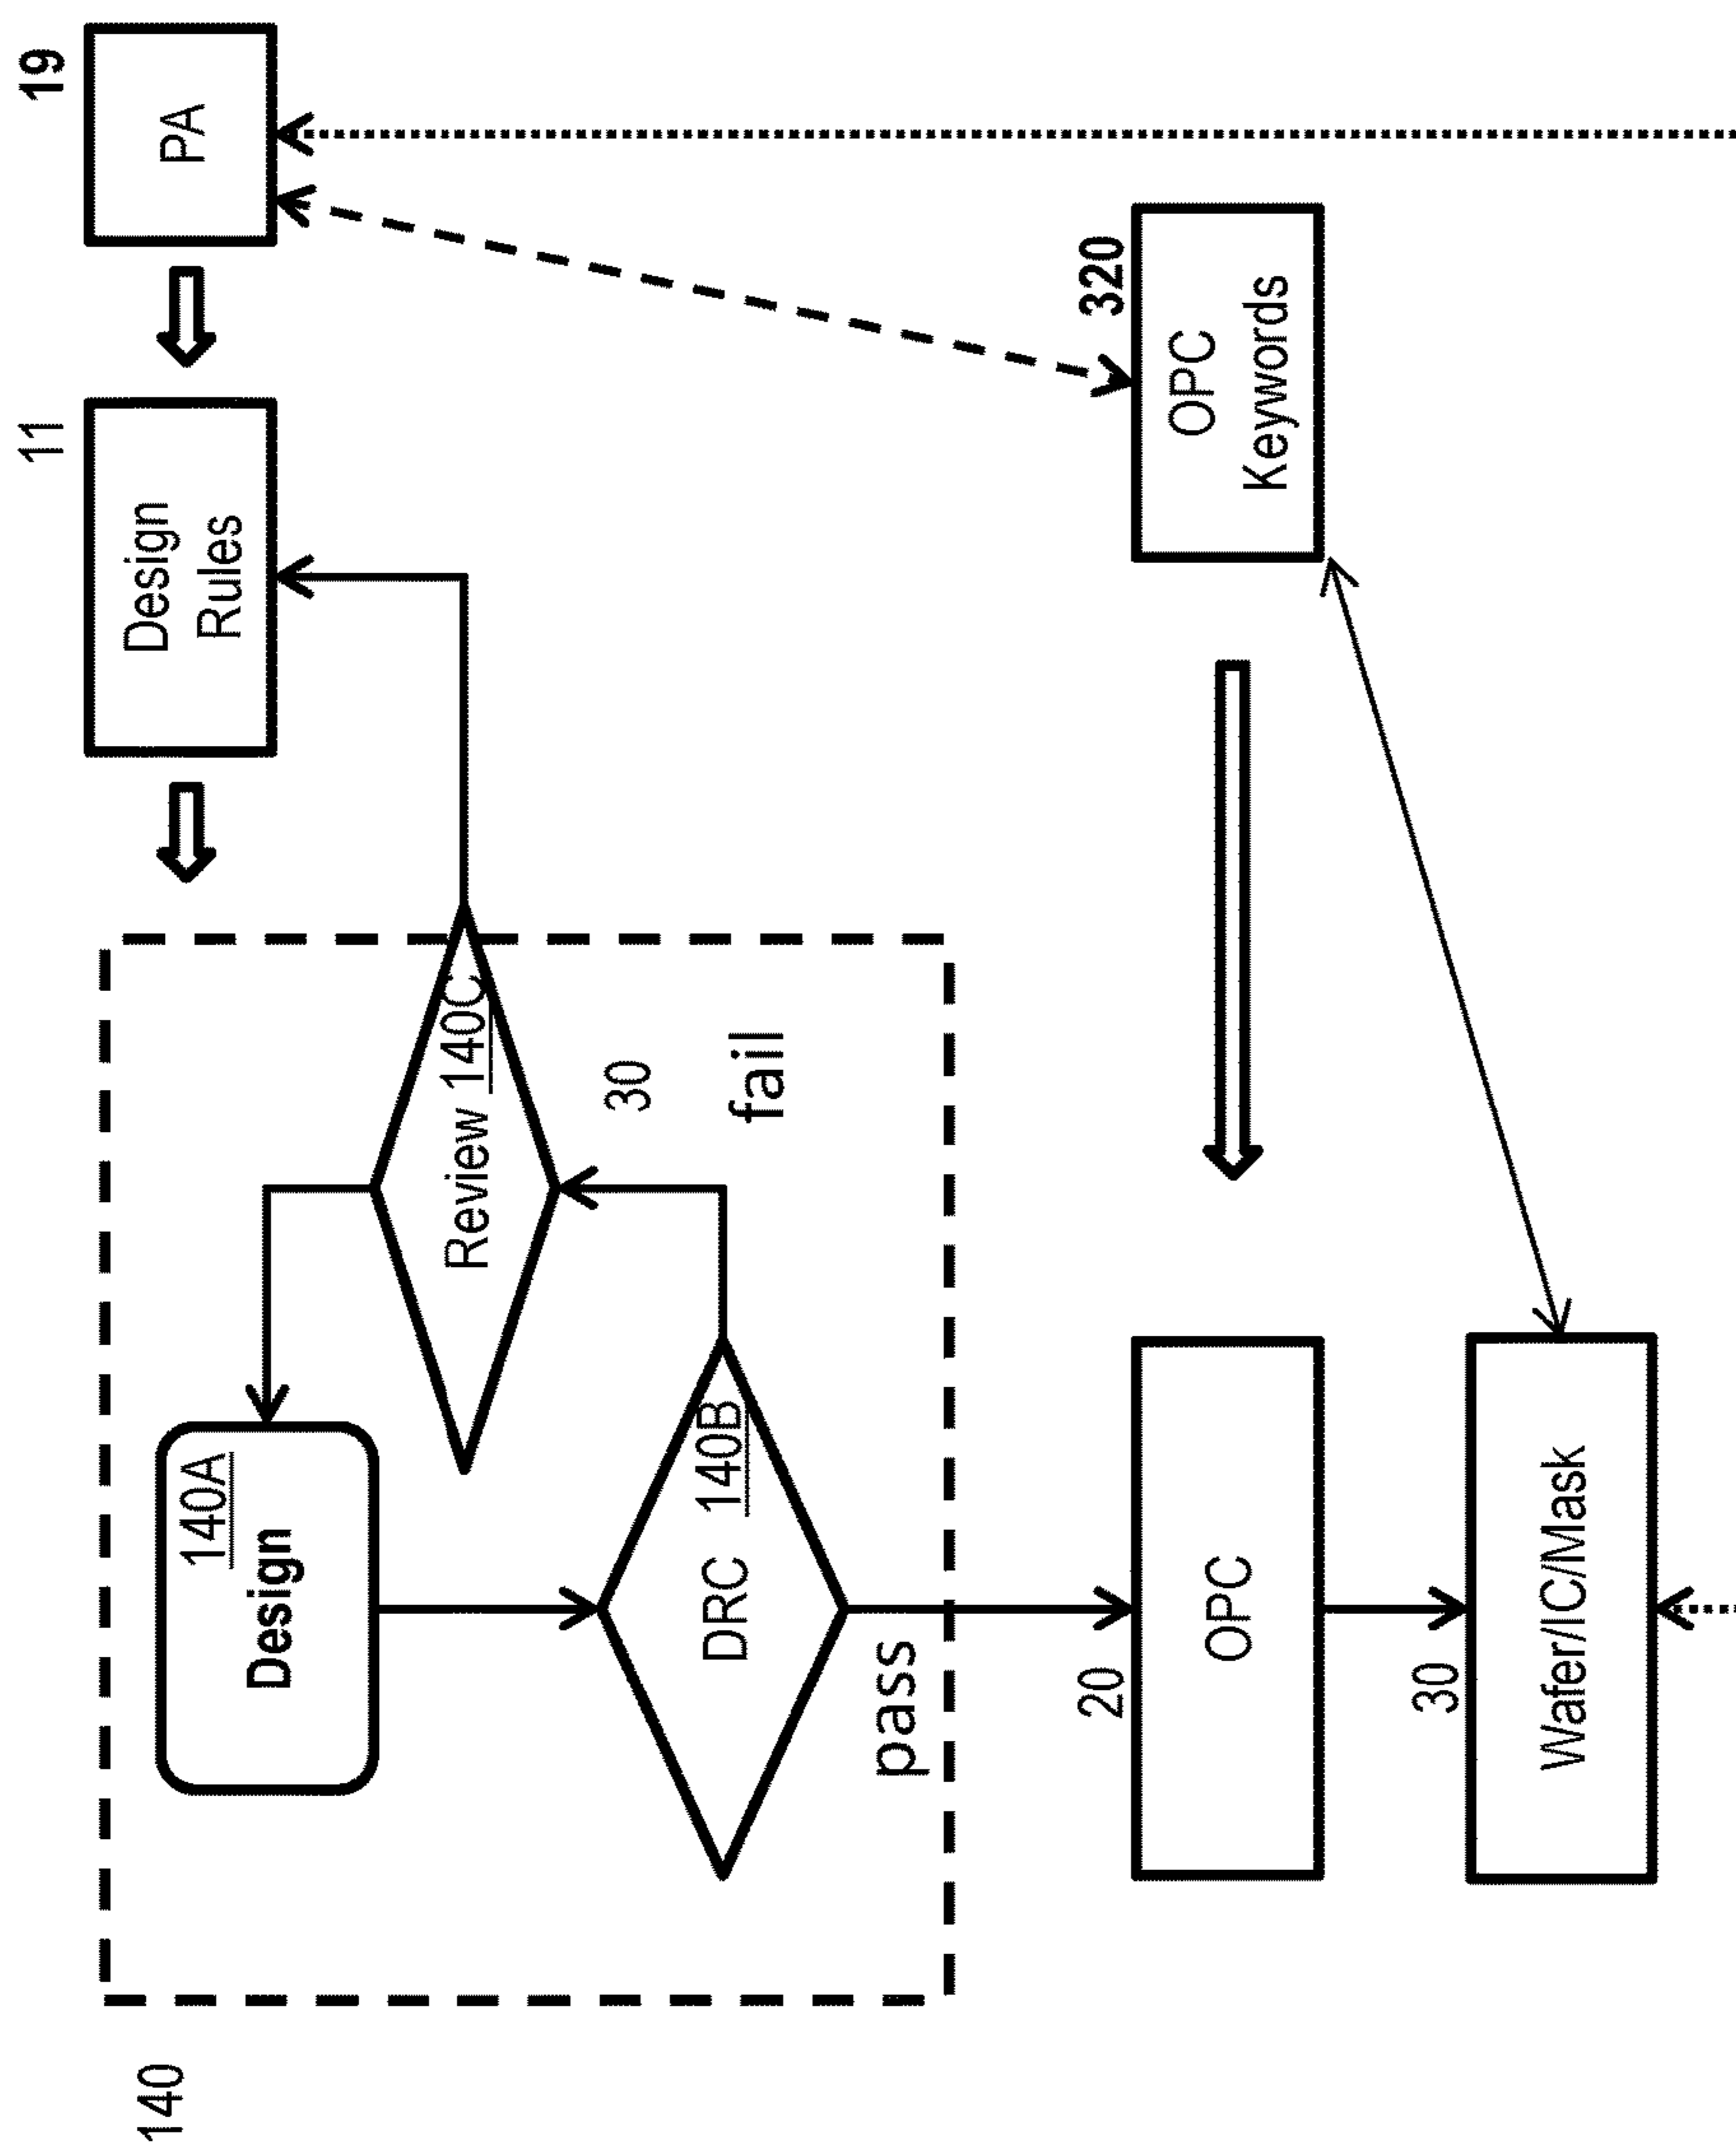 140
140A
Design
Review 140C
DRC 140B
30
fail
pass
11
Design
Rules
19
PA
20
OPC
320
OPC
Keywords
30
Wafer/IC/Mask